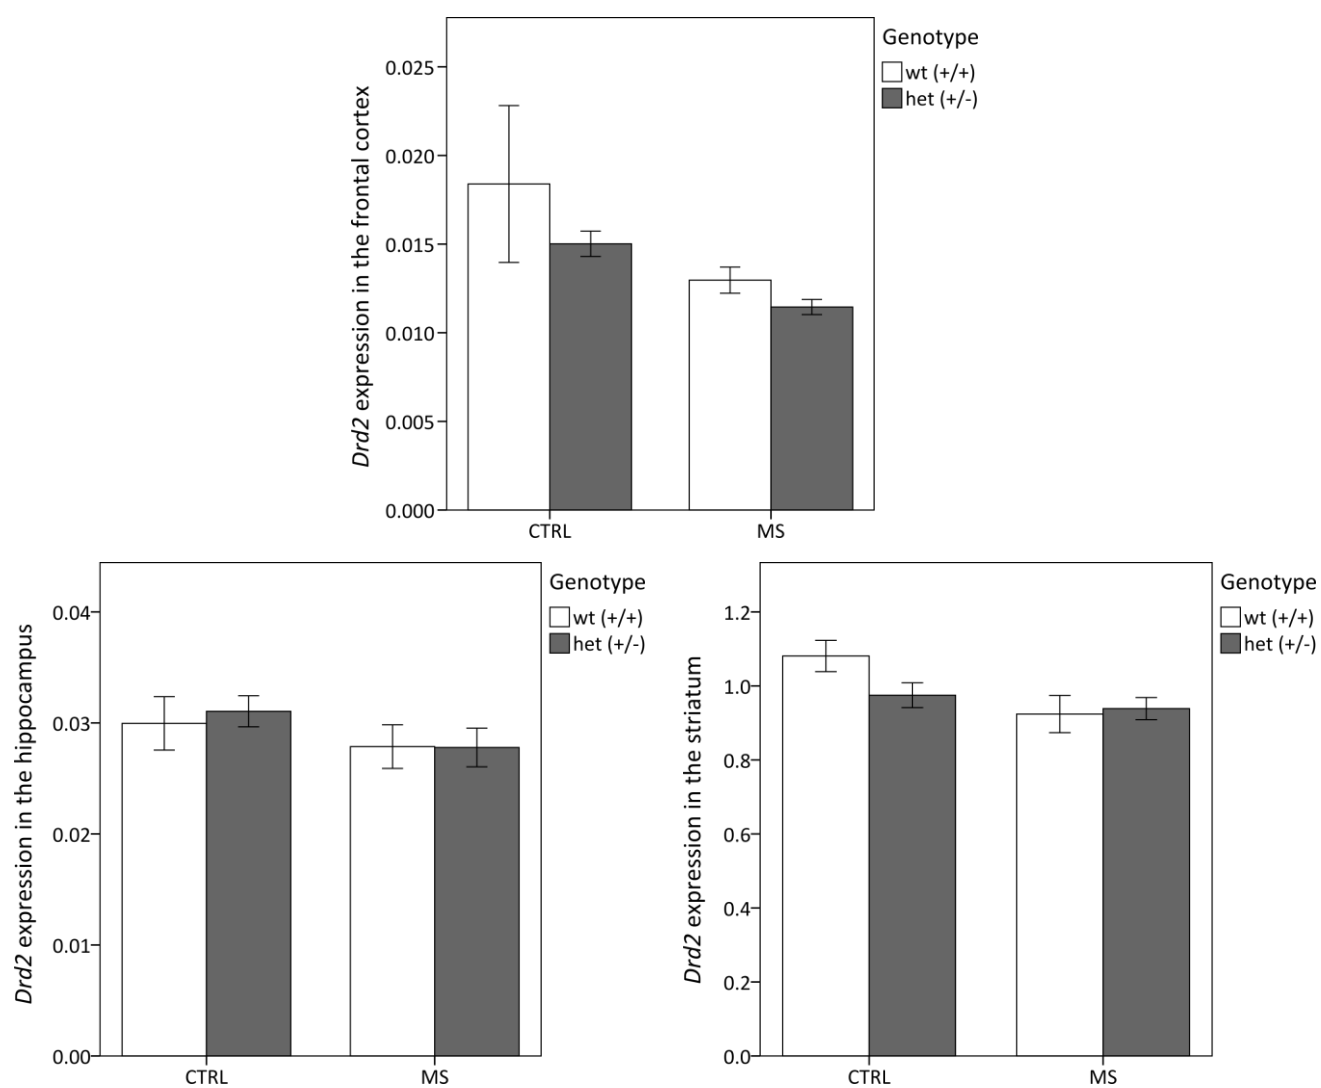 Drd2 expression in the frontal cortex
0.025
0.020
0.015
0.010
0.005
0.000
CTRL MS
Genotype
wt (+/+)
het (+/-)
Drd2 expression in the hippocampus
0.04
0.03
0.02
0.01
0.00
CTRL MS
Genotype
wt (+/+)
het (+/-)
Drd2 expression in the striatum
1.2
1.0
0.8
0.6
0.4
0.2
0.0
CTRL MS
Genotype
wt (+/+)
het (+/-)